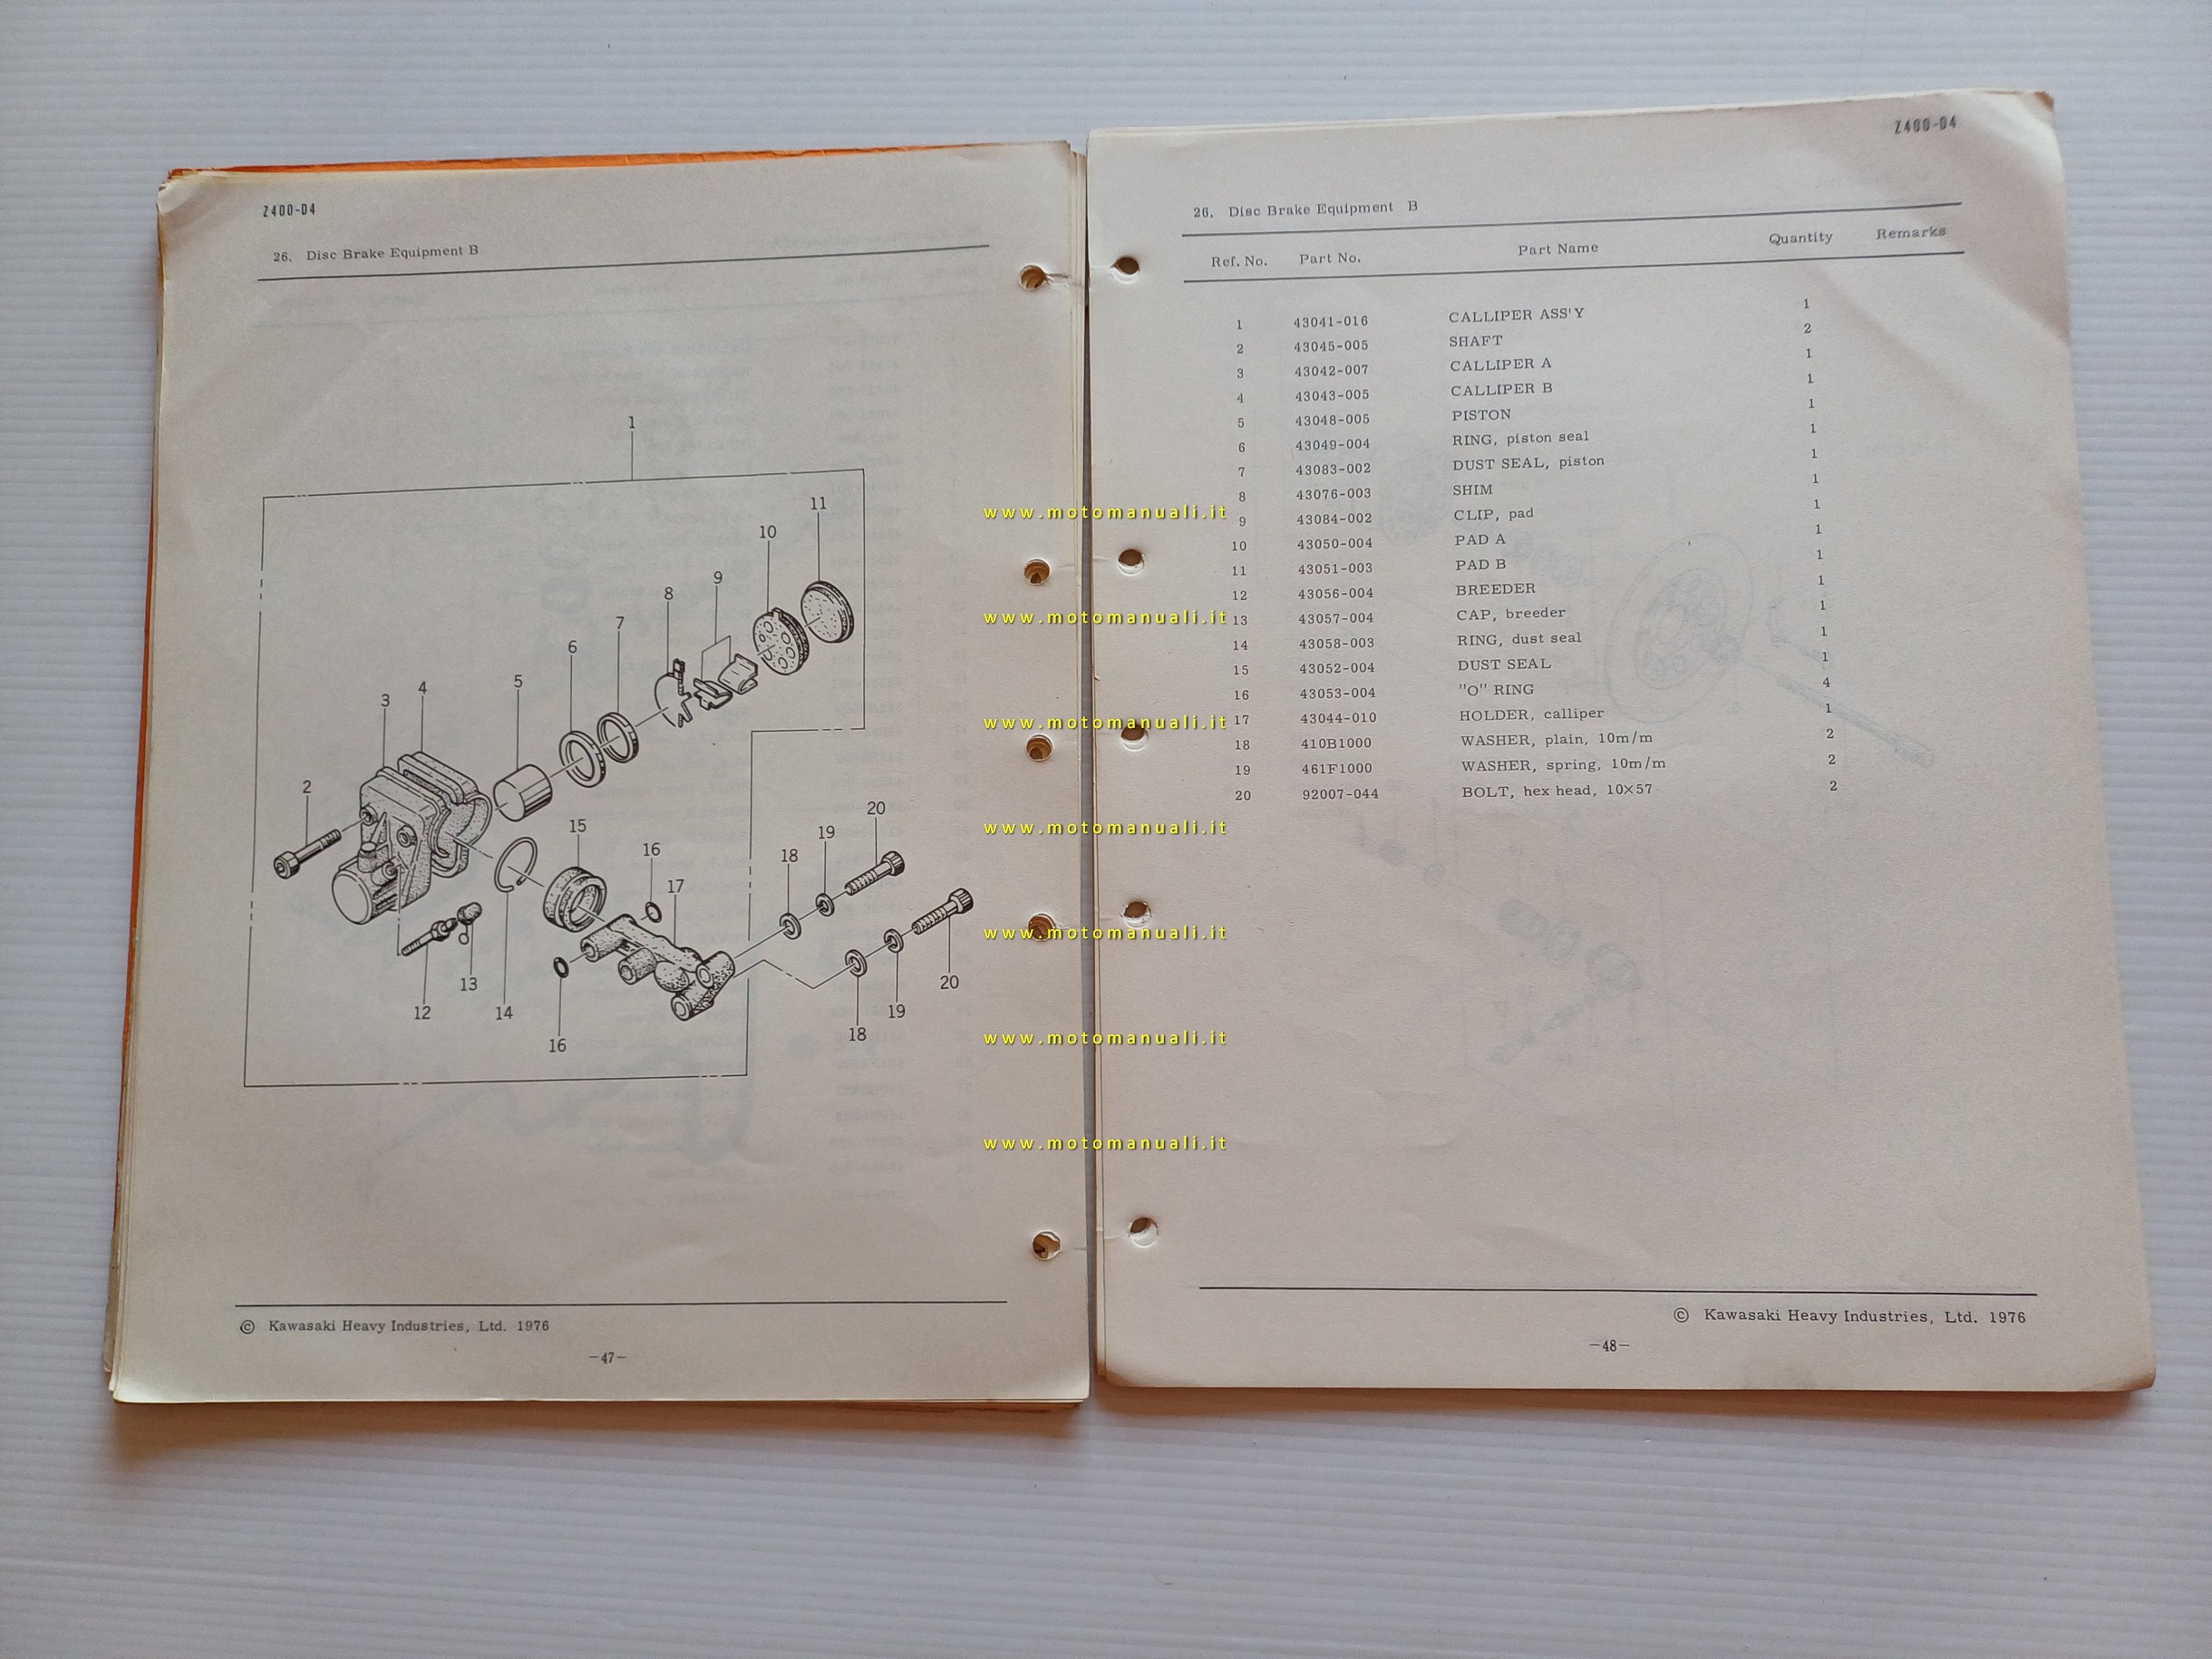 Z400-D4
26. Disc Brake Equipment B
1
11
10
9
8
7
6
5
4
3
2
20
15
19
16
18
17
13
20
12
14
19
18
16
© Kawasaki Heavy Industries, Ltd. 1976
—47—
Z400-D4
26. Disc Brake Equipment B
Ref. No. Part No. Part Name Quantity Remarks
1 43041-016 CALLIPER ASS'Y 1
2 43045-005 SHAFT 2
3 43042-007 CALLIPER A 1
4 43043-005 CALLIPER B 1
5 43048-005 PISTON 1
6 43049-004 RING, piston seal 1
7 43083-002 DUST SEAL, piston 1
8 43076-003 SHIM 1
9 43084-002 CLIP, pad 1
10 43050-004 PAD A 1
11 43051-003 PAD B 1
12 43056-004 BREEDER 1
13 43057-004 CAP, breeder 1
14 43058-003 RING, dust seal 1
15 43052-004 DUST SEAL 1
16 43053-004 "O" RING 4
17 43044-010 HOLDER, calliper 1
18 410B1000 WASHER, plain, 10m/m 2
19 461F1000 WASHER, spring, 10m/m 2
20 92007-044 BOLT, hex head, 10×57 2
© Kawasaki Heavy Industries, Ltd. 1976
—48—
www.motomanuali.it
www.motomanuali.it
www.motomanuali.it
www.motomanuali.it
www.motomanuali.it
www.motomanuali.it
www.motomanuali.it